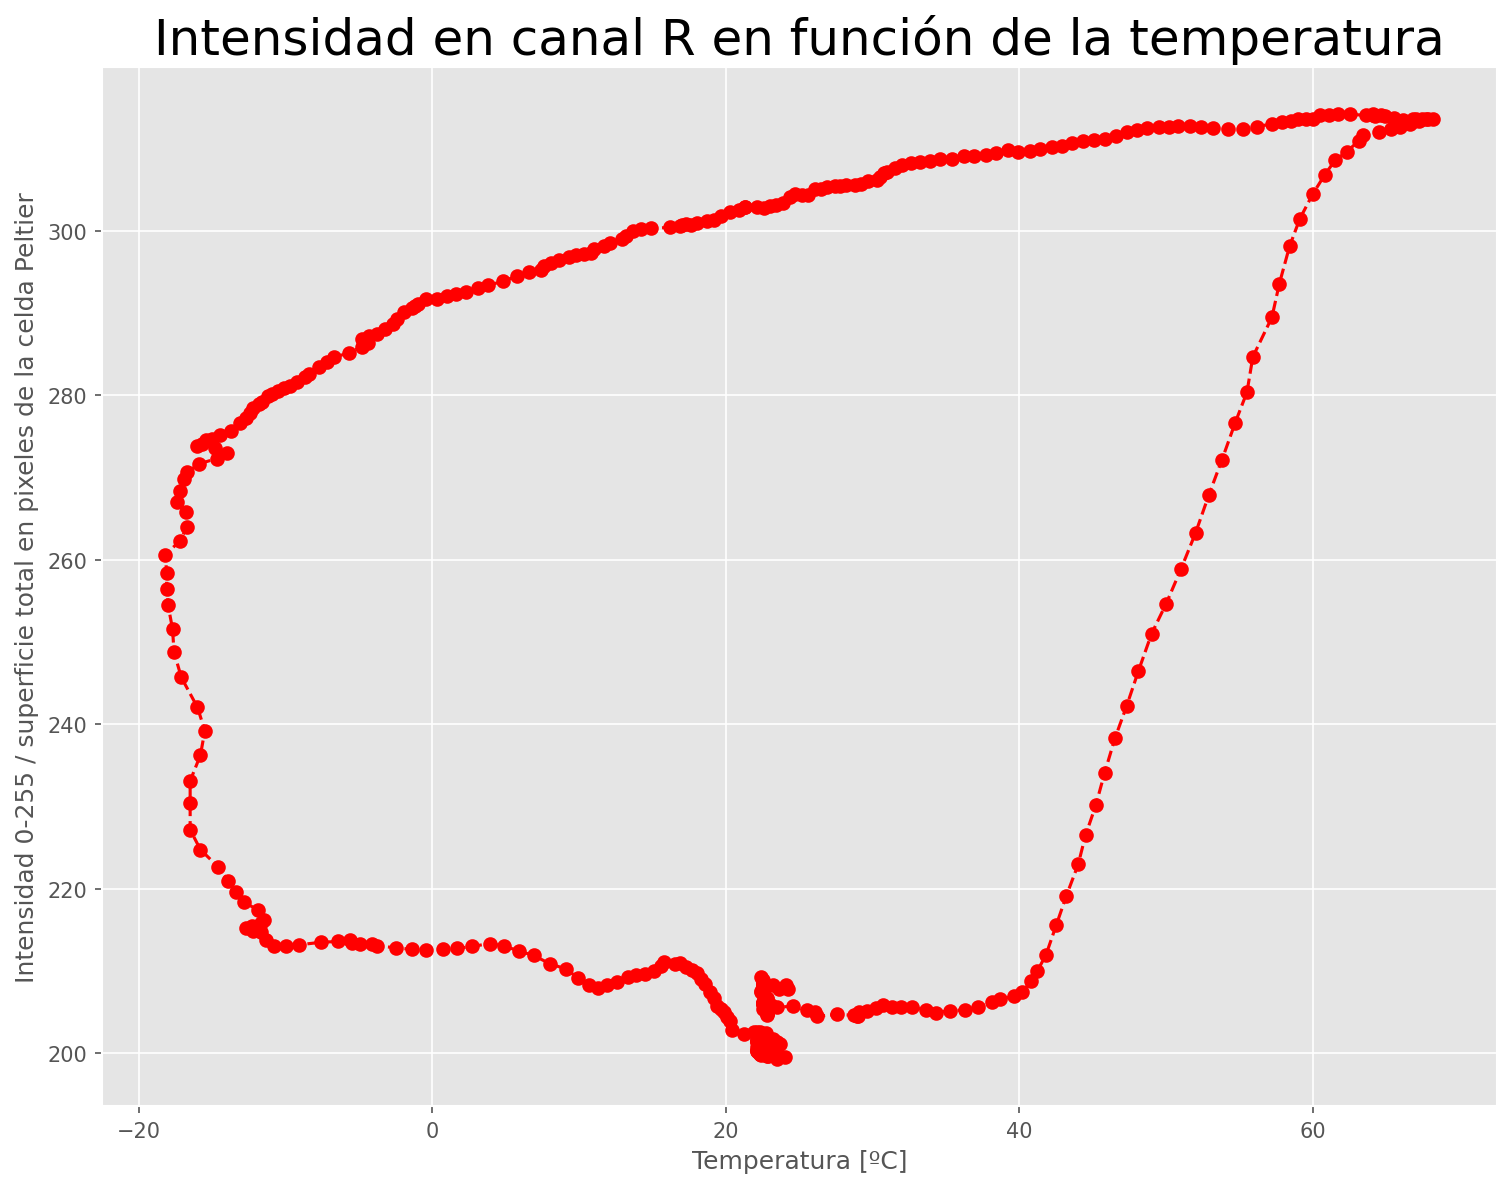 Intensidad en canal R en función de la temperatura
Intensidad 0-255 / superficie total en pixeles de la celda Peltier
300
280
260
240
220
200
−20 0 20 40 60
Temperatura [ºC]